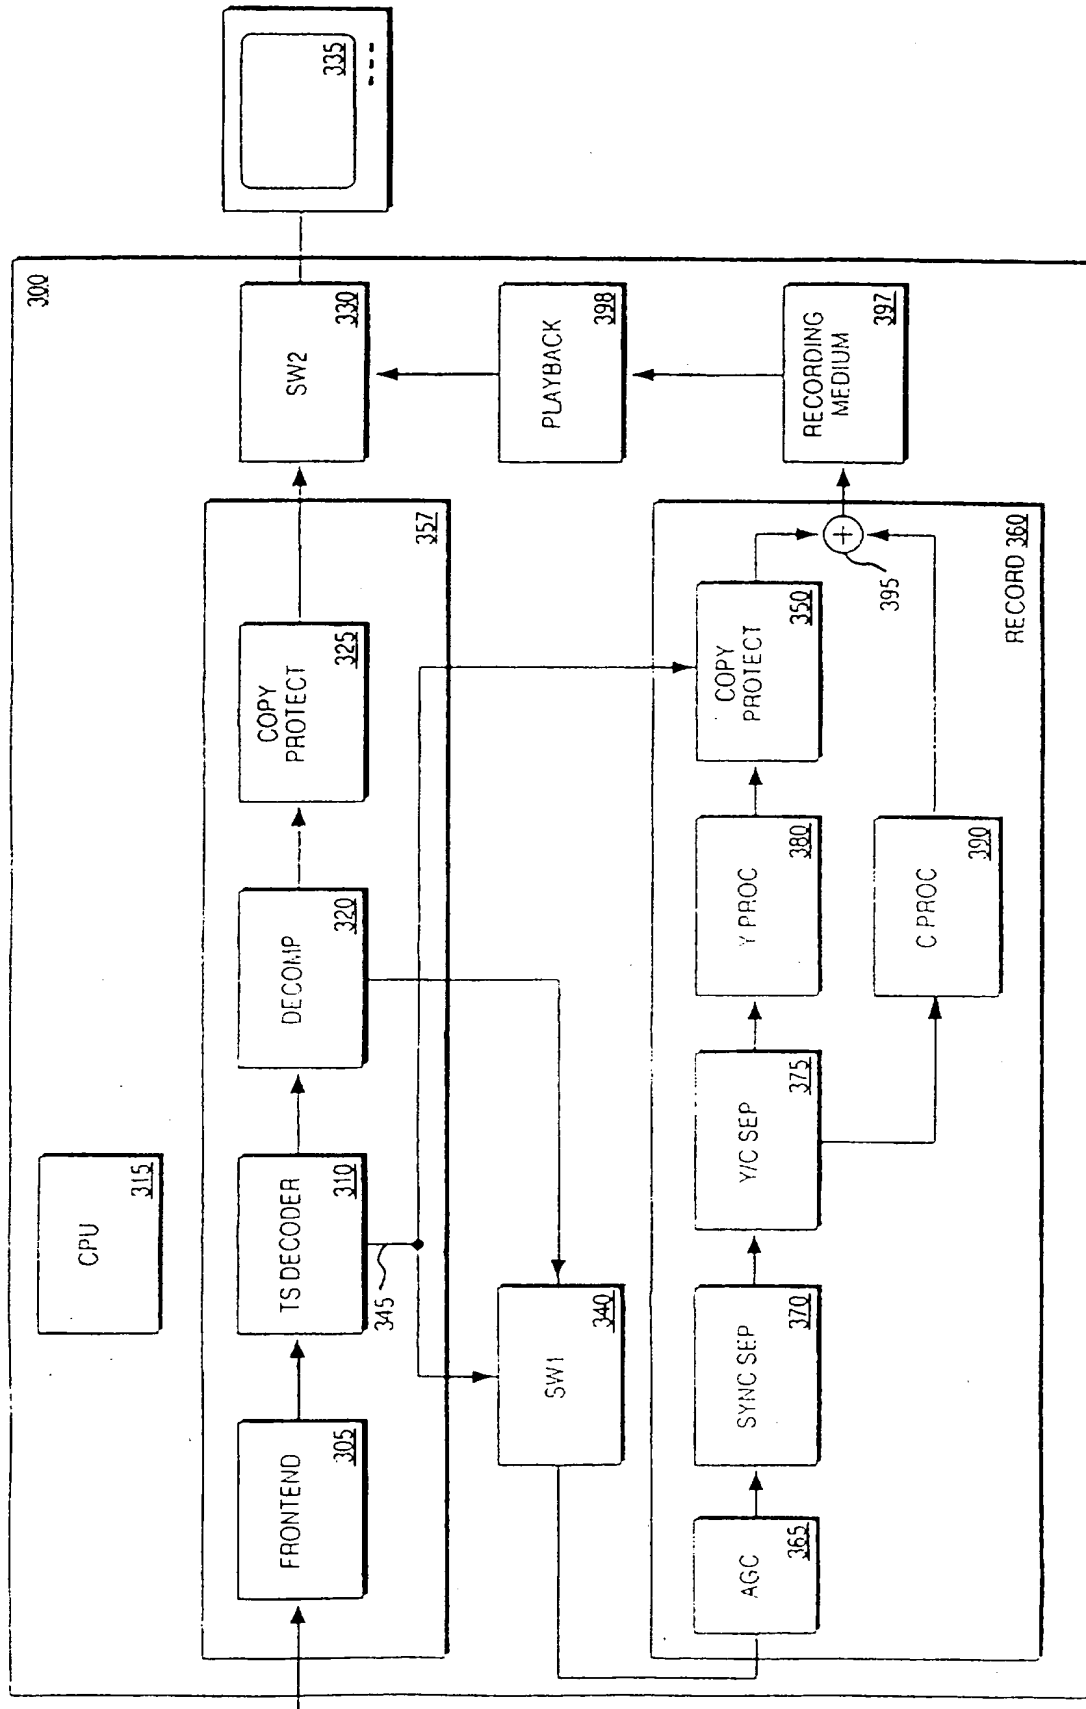 300
CPU
315
335
FRONTEND
305
TS DECODER
310
DECOMP
320
COPY
PROTECT
325
SW2
330
345
357
SW1
340
PLAYBACK
398
AGC
365
SYNC SEP
370
Y/C SEP
375
Y PROC
380
COPY
PROTECT
350
395
RECORDING
MEDIUM
397
C PROC
390
RECORD 360